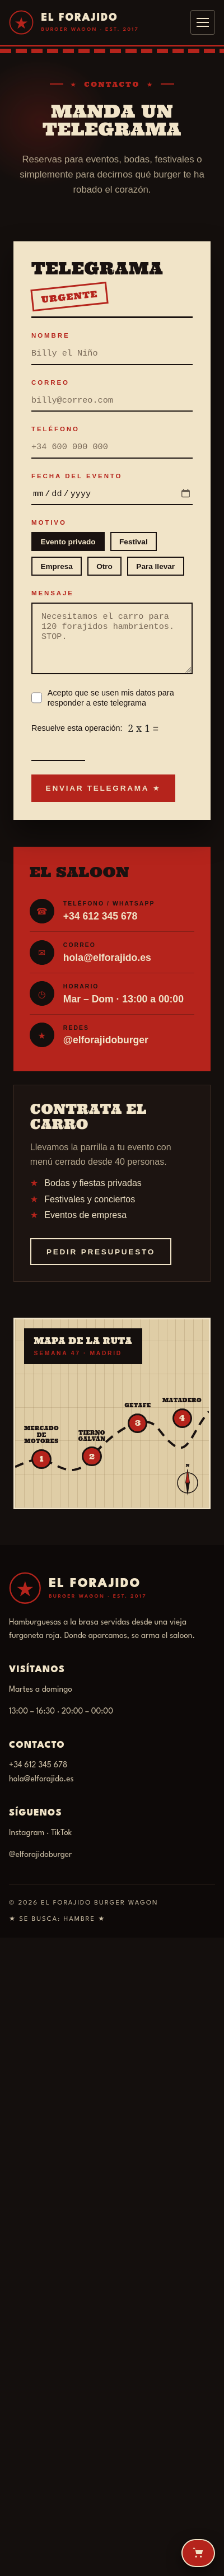 EL FORAJIDO
BURGER WAGON · EST. 2017
★ CONTACTO ★
MANDA UN
TELEGRAMA
Reservas para eventos, bodas, festivales o
simplemente para decirnos qué burger te ha
robado el corazón.
TELEGRAMA
URGENTE
NOMBRE
Billy el Niño
CORREO
billy@correo.com
TELÉFONO
+34 600 000 000
FECHA DEL EVENTO
mm/dd/yyyy
MOTIVO
Evento privado
Festival
Empresa
Otro
Para llevar
MENSAJE
Necesitamos el carro para
120 forajidos hambrientos.
STOP.
Acepto que se usen mis datos para
responder a este telegrama
Resuelve esta operación: 2 x 1 =
ENVIAR TELEGRAMA ★
EL SALOON
TELÉFONO / WHATSAPP
+34 612 345 678
CORREO
hola@elforajido.es
HORARIO
Mar – Dom · 13:00 a 00:00
REDES
@elforajidoburger
CONTRATA EL
CARRO
Llevamos la parrilla a tu evento con
menú cerrado desde 40 personas.
★ Bodas y fiestas privadas
★ Festivales y conciertos
★ Eventos de empresa
PEDIR PRESUPUESTO
MAPA DE LA RUTA
SEMANA 47 · MADRID
MERCADO
DE
MOTORES
1
TIERNO
GALVÁN
2
GETAFE
3
MATADERO
4
N
EL FORAJIDO
BURGER WAGON · EST. 2017
Hamburguesas a la brasa servidas desde una vieja
furgoneta roja. Donde aparcamos, se arma el saloon.
VISÍTANOS
Martes a domingo
13:00 – 16:30 · 20:00 – 00:00
CONTACTO
+34 612 345 678
hola@elforajido.es
SÍGUENOS
Instagram · TikTok
@elforajidoburger
© 2026 EL FORAJIDO BURGER WAGON
★ SE BUSCA: HAMBRE ★